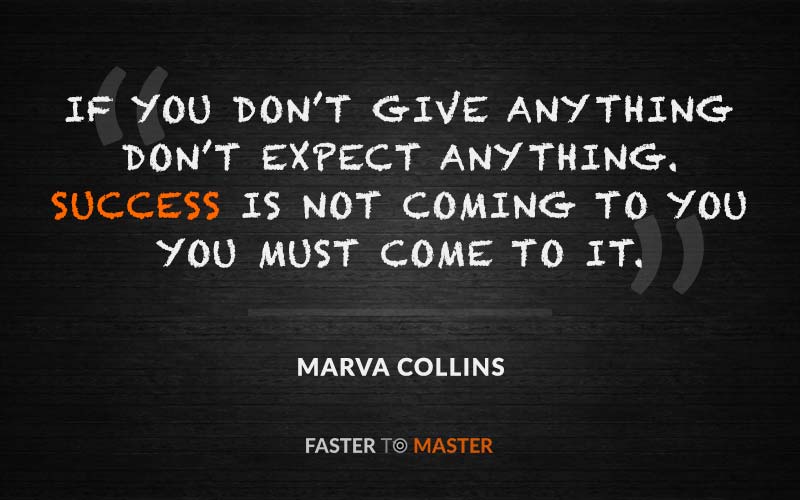 “
IF YOU DON'T GIVE ANYTHING
DON'T EXPECT ANYTHING.
SUCCESS IS NOT COMING TO YOU
YOU MUST COME TO IT.
”
MARVA COLLINS
FASTER TO MASTER